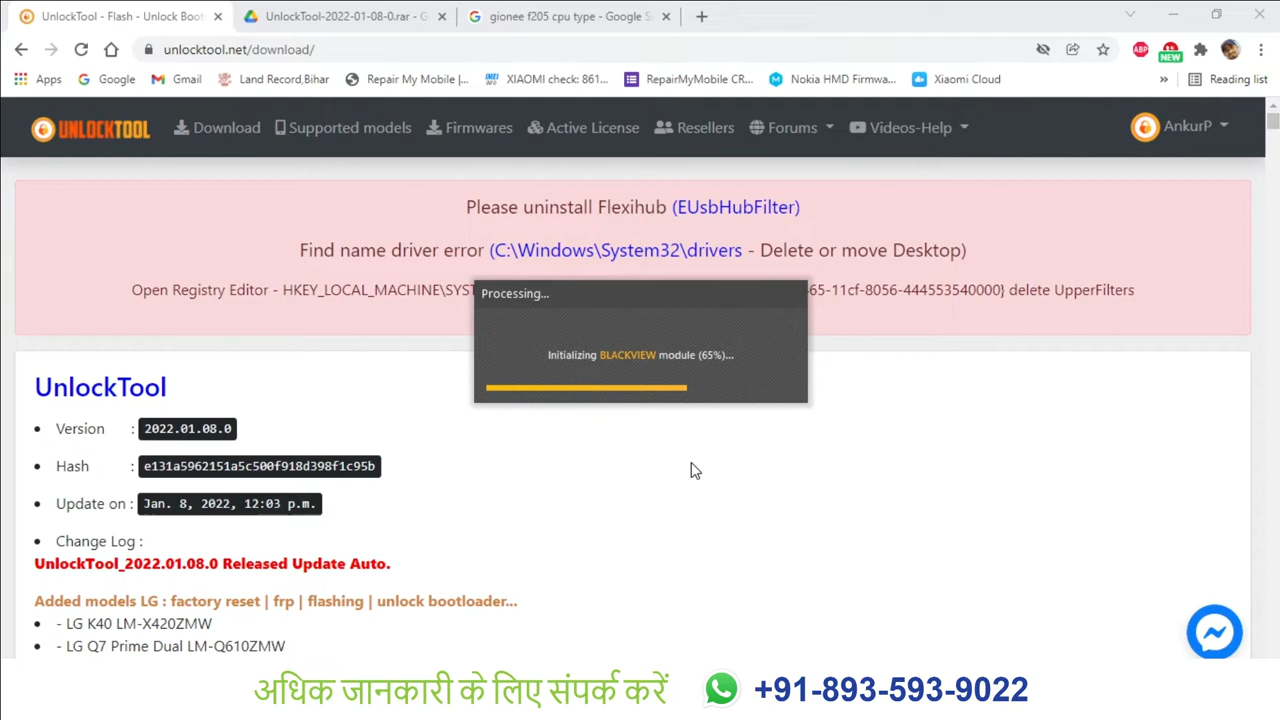 UnlockTool - Flash - Unlock Boot
UnlockTool-2022-01-08-0.rar - G
gionee f205 cpu type - Google S
unlocktool.net/download/
ABP
NEW
Apps
Google
Gmail
Land Record,Bihar
Repair My Mobile |...
XIAOMI check: 861...
RepairMyMobile CR...
Nokia HMD Firmwa...
Xiaomi Cloud
»
Reading list
UNLOCKTOOL
Download
Supported models
Firmwares
Active License
Resellers
Forums
Videos-Help
AnkurP
Please uninstall Flexihub (EUsbHubFilter)
Find name driver error (C:\Windows\System32\drivers - Delete or move Desktop)
Open Registry Editor - HKEY_LOCAL_MACHINE\SYST 65-11cf-8056-444553540000} delete UpperFilters
Processing...
Initializing BLACKVIEW module (65%)...
UnlockTool
Version : 2022.01.08.0
Hash : e131a5962151a5c500f918d398f1c95b
Update on : Jan. 8, 2022, 12:03 p.m.
Change Log :
UnlockTool_2022.01.08.0 Released Update Auto.
Added models LG : factory reset | frp | flashing | unlock bootloader...
- LG K40 LM-X420ZMW
- LG Q7 Prime Dual LM-Q610ZMW
अधिक जानकारी के लिए संपर्क करें +91-893-593-9022